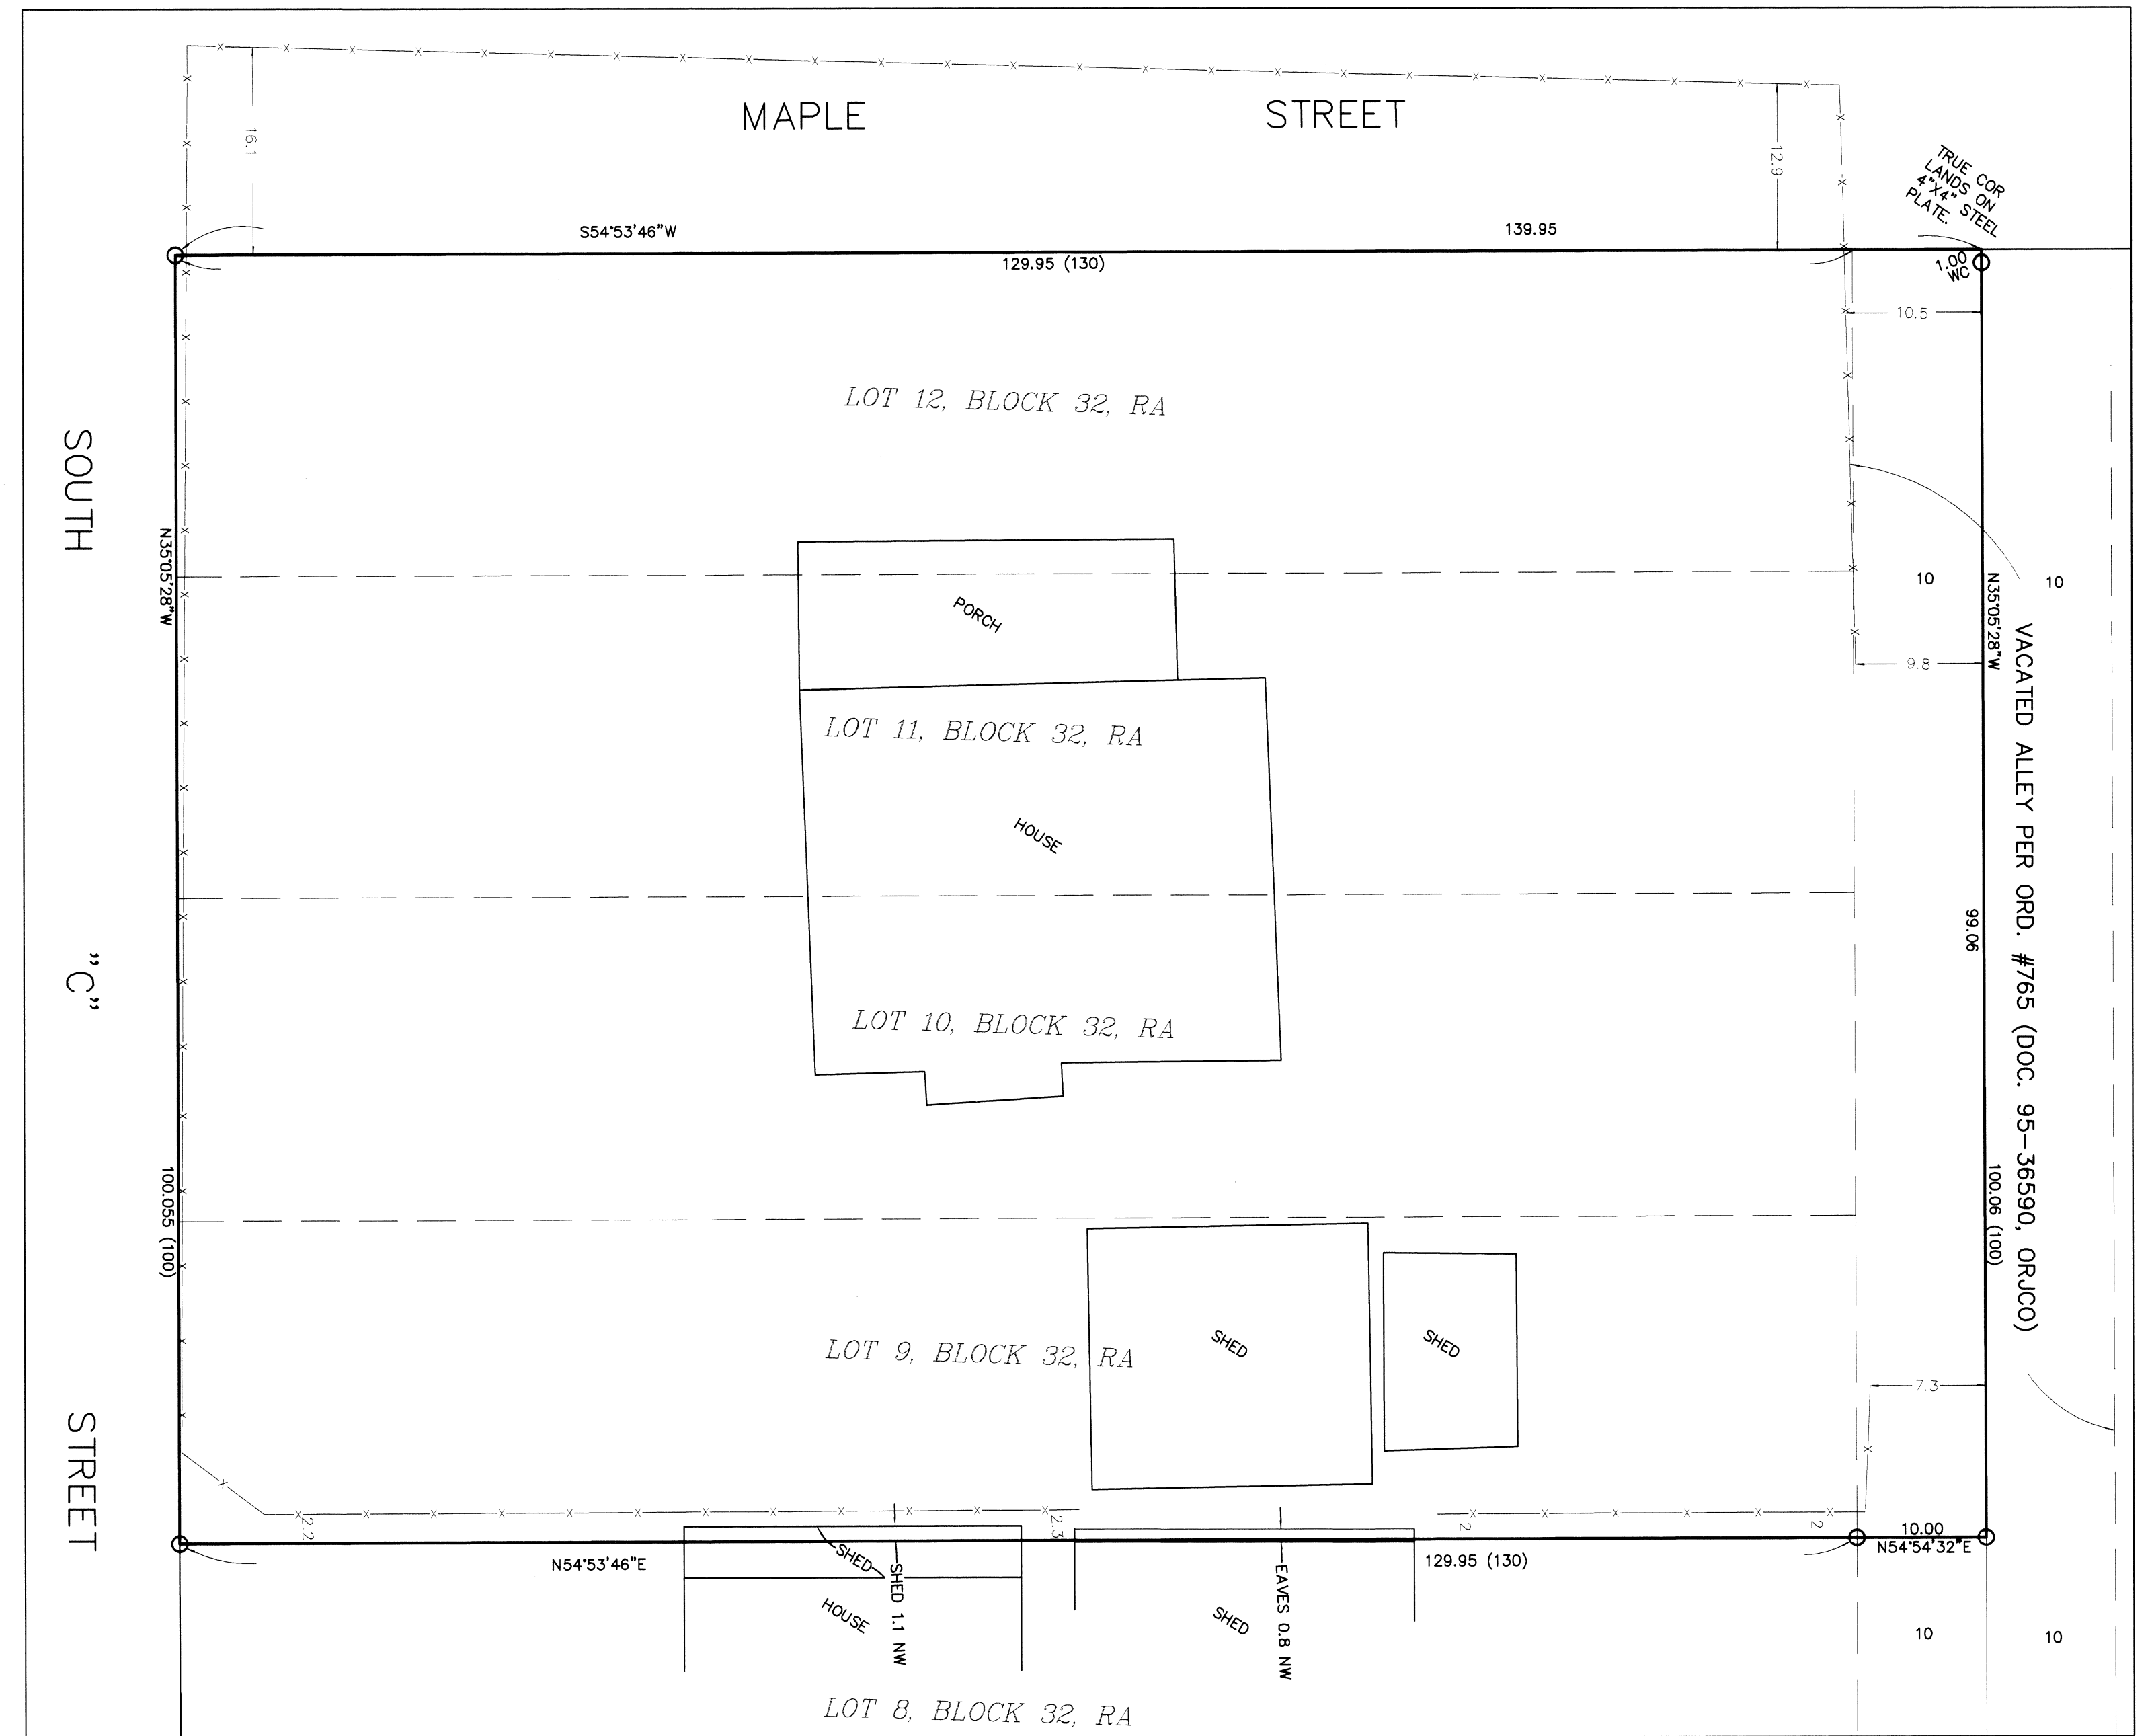 MAPLE STREET
16.1
12.9
TRUE COR
LANDS ON
4"X4" STEEL
PLATE.
S54°53'46"W
139.95
129.95 (130)
1.00
WC
10.5
LOT 12, BLOCK 32, RA
SOUTH "C" STREET
N35°05'28"W
100.055 (100)
10
10
N35°05'28"W
99.06
100.06 (100)
VACATED ALLEY PER ORD. #765 (DOC. 95-36590, ORJCO)
PORCH
9.8
LOT 11, BLOCK 32, RA
HOUSE
LOT 10, BLOCK 32, RA
LOT 9, BLOCK 32, RA
SHED
SHED
7.3
2.2
2.3
2
2
10.00
N54°54'32"E
N54°53'46"E
129.95 (130)
SHED
SHED 1.1 NW
HOUSE
EAVES 0.8 NW
SHED
10
10
LOT 8, BLOCK 32, RA